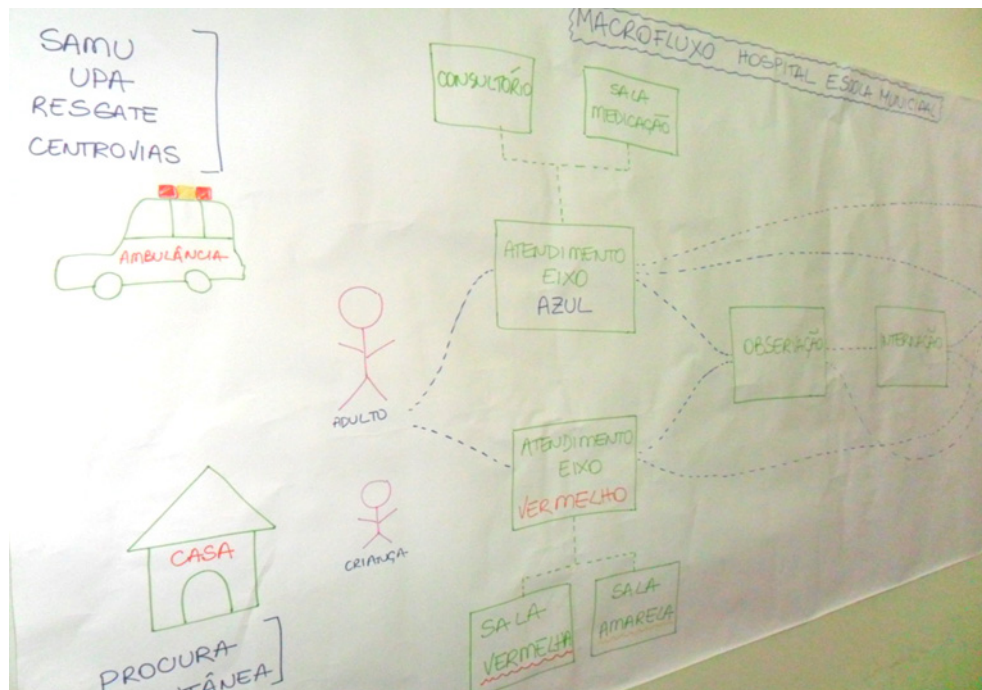 MACROFLUXO HOSPITAL ESCOLA MUNICIPAL
SAMU
UPA
RESGATE
CENTROVIAS
AMBULÂNCIA
CONSULTÓRIO
SALA
MEDICAÇÃO
ATENDIMENTO
EIXO
AZUL
ADULTO
OBSERVAÇÃO
INTERNAÇÃO
ATENDIMENTO
EIXO
VERMELHO
CRIANÇA
CASA
SALA
VERMELHA
SALA
AMARELA
PROCURA